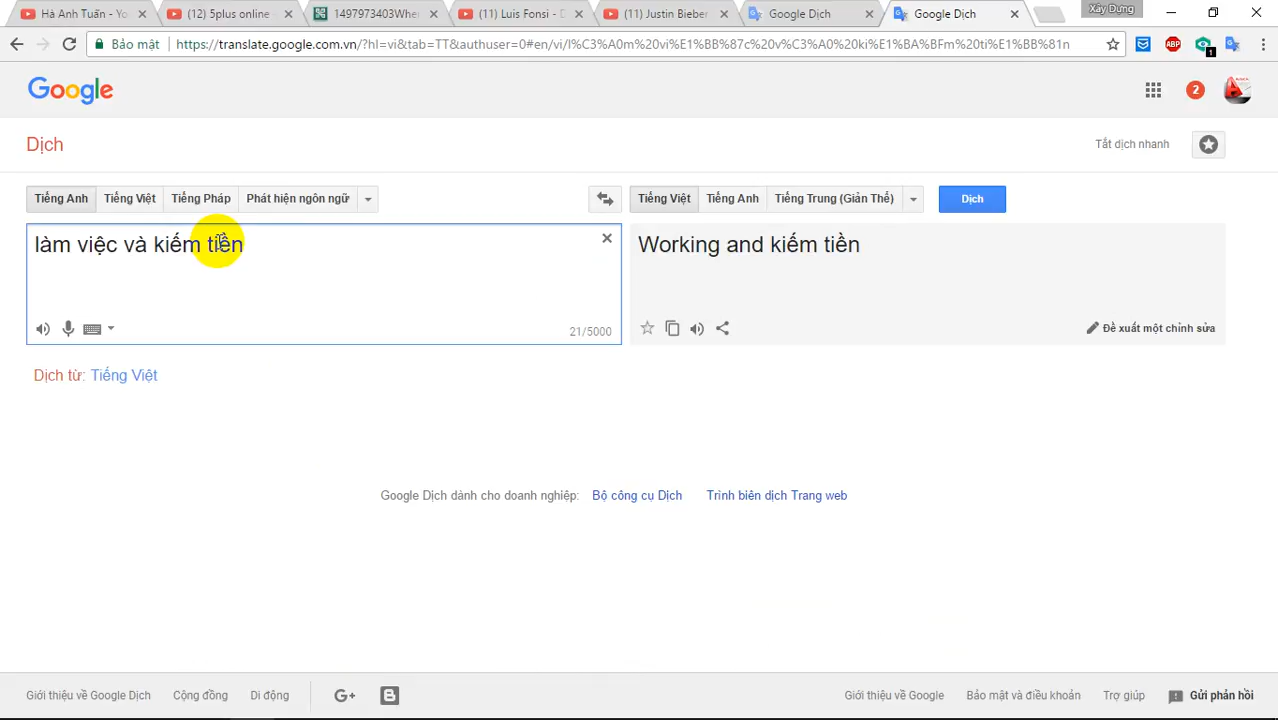 Hà Anh Tuấn - Yo
(12) 5plus online
1497973403Whe
(11) Luis Fonsi - D
(11) Justin Bieber
Google Dịch
Google Dịch
Xây Dựng
Bảo mật
https://translate.google.com.vn/?hl=vi&tab=TT&authuser=0#en/vi/l%C3%A0m%20vi%E1%BB%87c%20v%C3%A0%20ki%E1%BA%BFm%20ti%E1%BB%81n
ABP
1
Google
2
Dịch
Tắt dịch nhanh
Tiếng Anh Tiếng Việt Tiếng Pháp Phát hiện ngôn ngữ
Tiếng Việt Tiếng Anh Tiếng Trung (Giản Thể)
Dịch
làm việc và kiếm tiền
Working and kiếm tiền
21/5000
Đề xuất một chỉnh sửa
Dịch từ: Tiếng Việt
Google Dịch dành cho doanh nghiệp: Bộ công cụ Dịch Trình biên dịch Trang web
Giới thiệu về Google Dịch Cộng đồng Di động G+ B Giới thiệu về Google Bảo mật và điều khoản Trợ giúp Gửi phản hồi